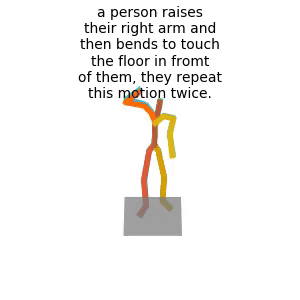 a person raises
their right arm and
then bends to touch
the floor in fromt
of them, they repeat
this motion twice.